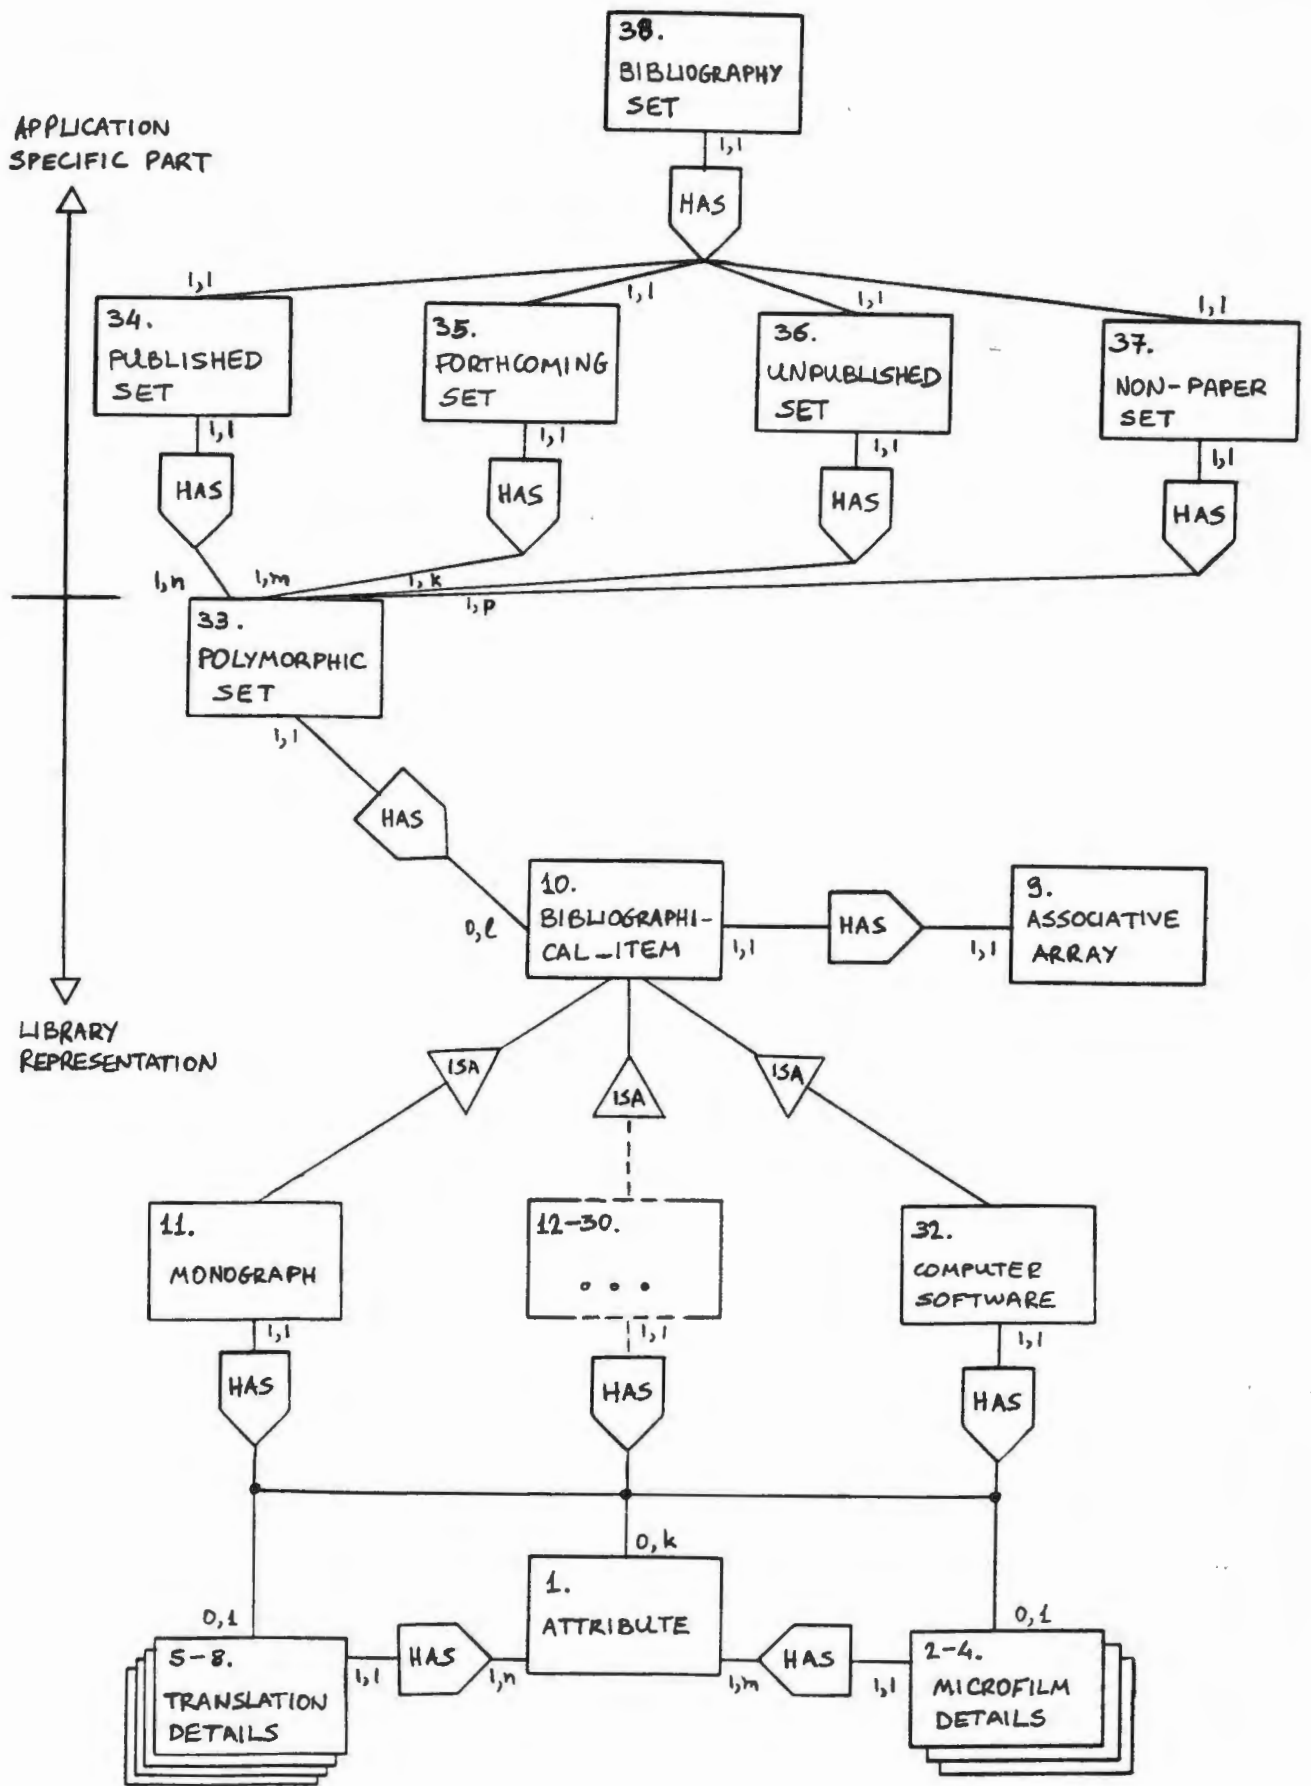 38.
BIBLIOGRAPHY
SET
1,1
HAS
APPLICATION
SPECIFIC PART
1,1
1,1
1,1
1,1
34.
PUBLISHED
SET
35.
FORTHCOMING
SET
36.
UNPUBLISHED
SET
37.
NON-PAPER
SET
1,1
1,1
1,1
1,1
HAS
HAS
HAS
HAS
1,n
1,m
1,k
1,p
33.
POLYMORPHIC
SET
1,1
HAS
0,l
10.
BIBLIOGRAPHI-
CAL_ITEM
1,1
HAS
1,1
9.
ASSOCIATIVE
ARRAY
LIBRARY
REPRESENTATION
ISA
ISA
ISA
11.
MONOGRAPH
12-30.
. . .
32.
COMPUTER
SOFTWARE
1,1
1,1
1,1
HAS
HAS
HAS
0,k
1.
ATTRIBUTE
0,1
0,1
5-8.
TRANSLATION
DETAILS
1,1
HAS
1,n
1,m
HAS
1,1
2-4.
MICROFILM
DETAILS